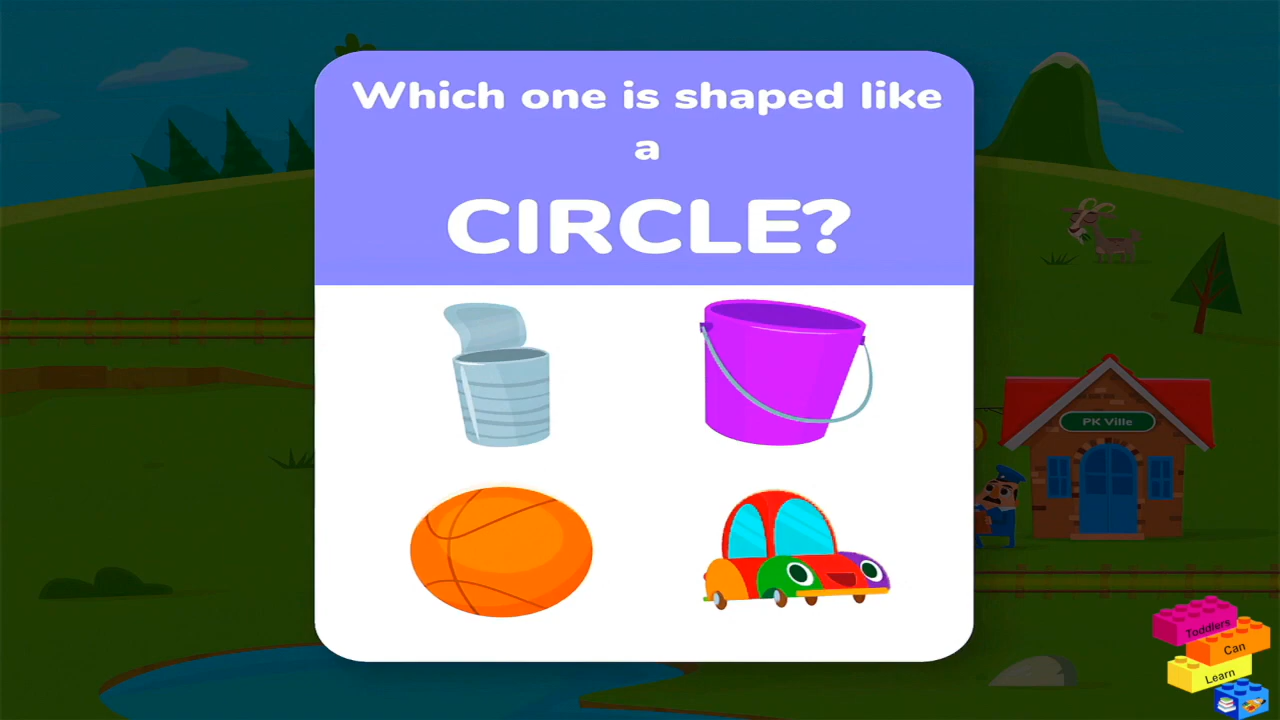 Which one is shaped like
a
CIRCLE?
PK Ville
Toddlers
Can
Learn